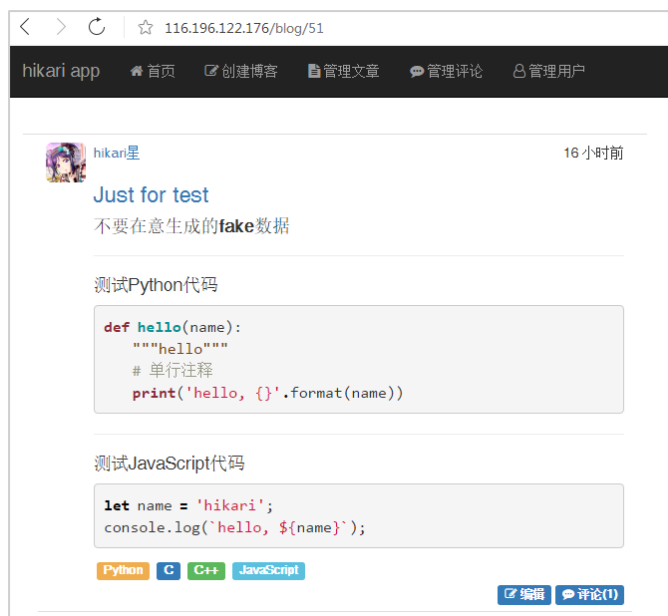 116.196.122.176/blog/51
hikari app 首页 创建博客 管理文章 管理评论 管理用户
hikari星 16 小时前
Just for test
不要在意生成的fake数据
测试Python代码
def hello(name):
"""hello"""
# 单行注释
print('hello, {}'.format(name))
测试JavaScript代码
let name = 'hikari';
console.log(`hello, ${name}`);
Python C C++ JavaScript
编辑 评论(1)